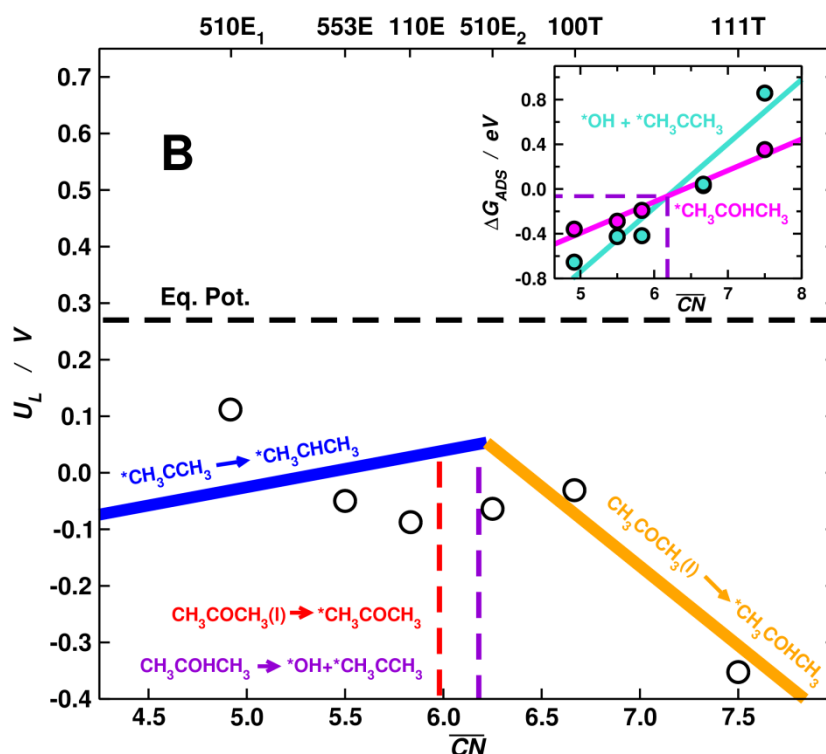 510E₁ 553E 110E 510E₂ 100T 111T
B
0.7
0.6
0.5
0.4
0.3
0.2
0.1
0.0
-0.1
-0.2
-0.3
-0.4
U_L / V
Eq. Pot.
0.8
0.4
0.0
-0.4
-0.8
ΔG_ADS / eV
*OH + *CH₃CCH₃
*CH₃COHCH₃
5 6 7 8
CN
*CH₃CCH₃ → *CH₃CHCH₃
CH₃COCH₃(l) → *CH₃COHCH₃
CH₃COCH₃(l) → *CH₃COCH₃
CH₃COHCH₃ → *OH+*CH₃CCH₃
4.5 5.0 5.5 6.0 6.5 7.0 7.5
CN